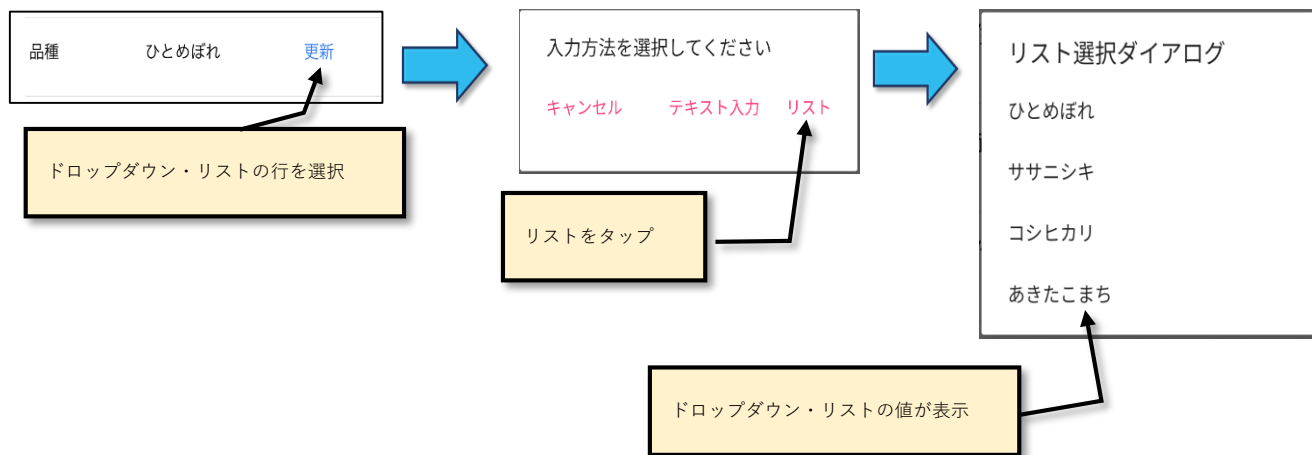 品種 ひとめぼれ 更新
ドロップダウン・リストの行を選択
入力方法を選択してください
キャンセル テキスト入力 リスト
リストをタップ
リスト選択ダイアログ
ひとめぼれ
ササニシキ
コシヒカリ
あきたこまち
ドロップダウン・リストの値が表示